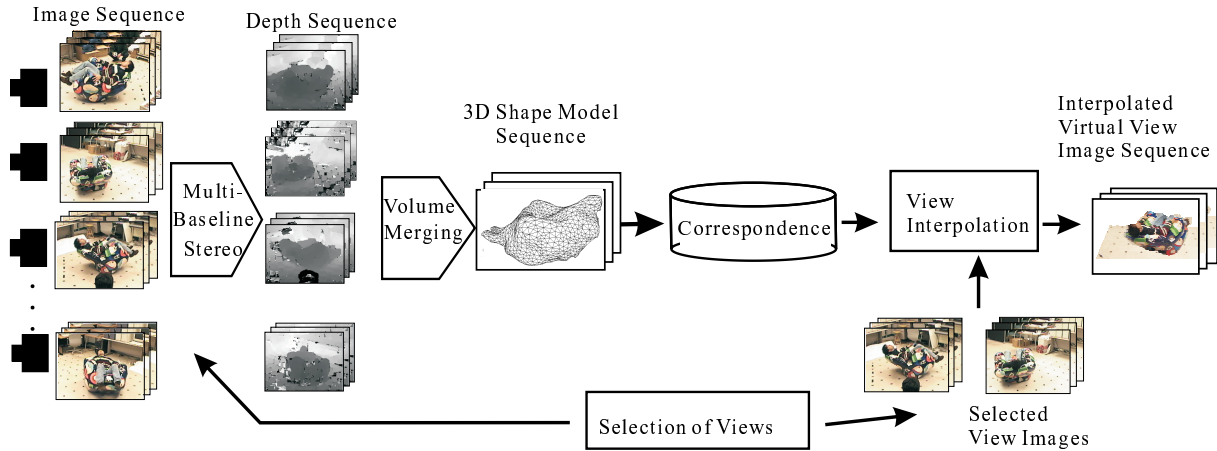 Image Sequence
Depth Sequence
Multi-
Baseline
Stereo
Volume
Merging
3D Shape Model
Sequence
Correspondence
View
Interpolation
Interpolated
Virtual View
Image Sequence
Selection of Views
Selected
View Images